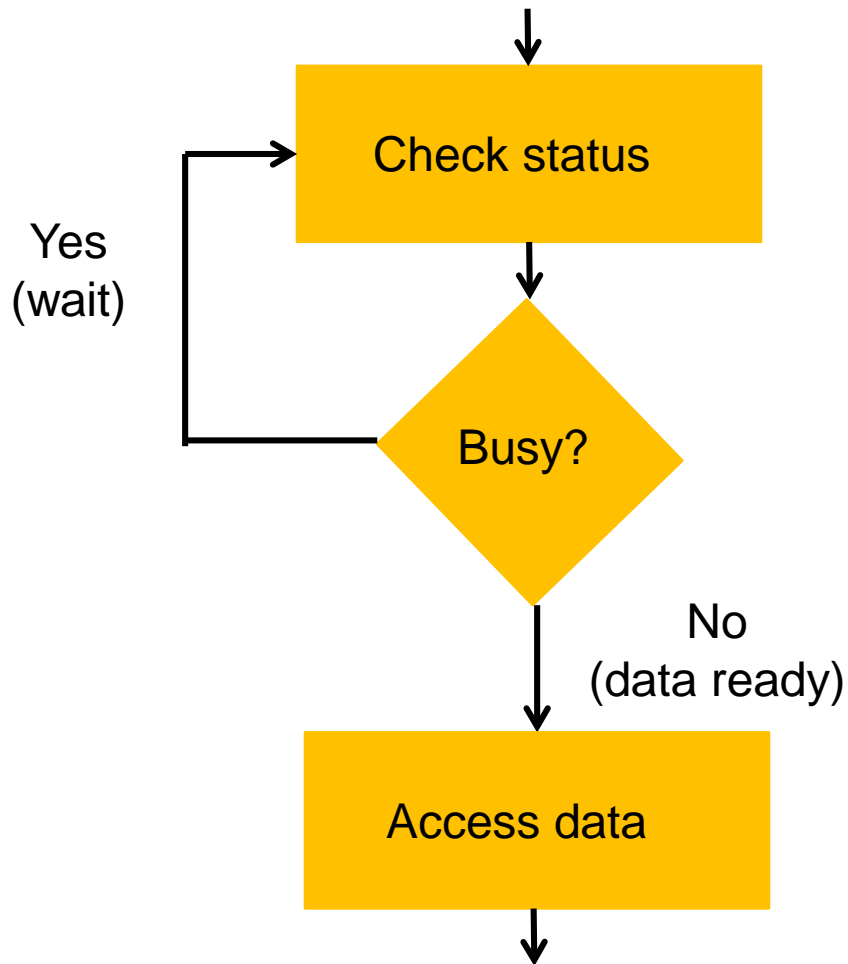 Check status
Yes
(wait)
Busy?
No
(data ready)
Access data